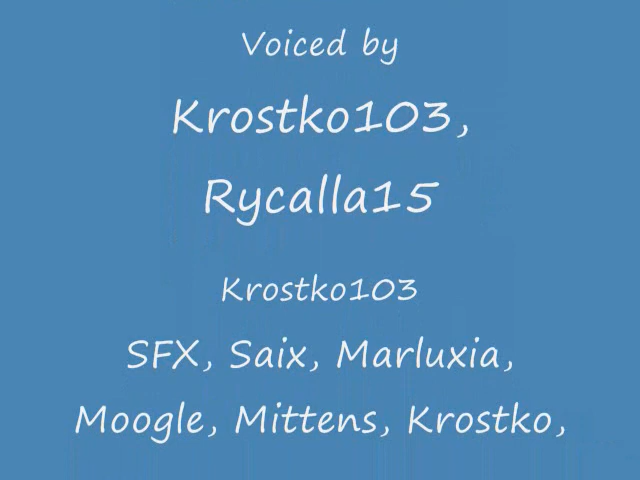 Voiced by
Krostko103,
Rycalla15
Krostko103
SFX, Saix, Marluxia,
Moogle, Mittens, Krostko,